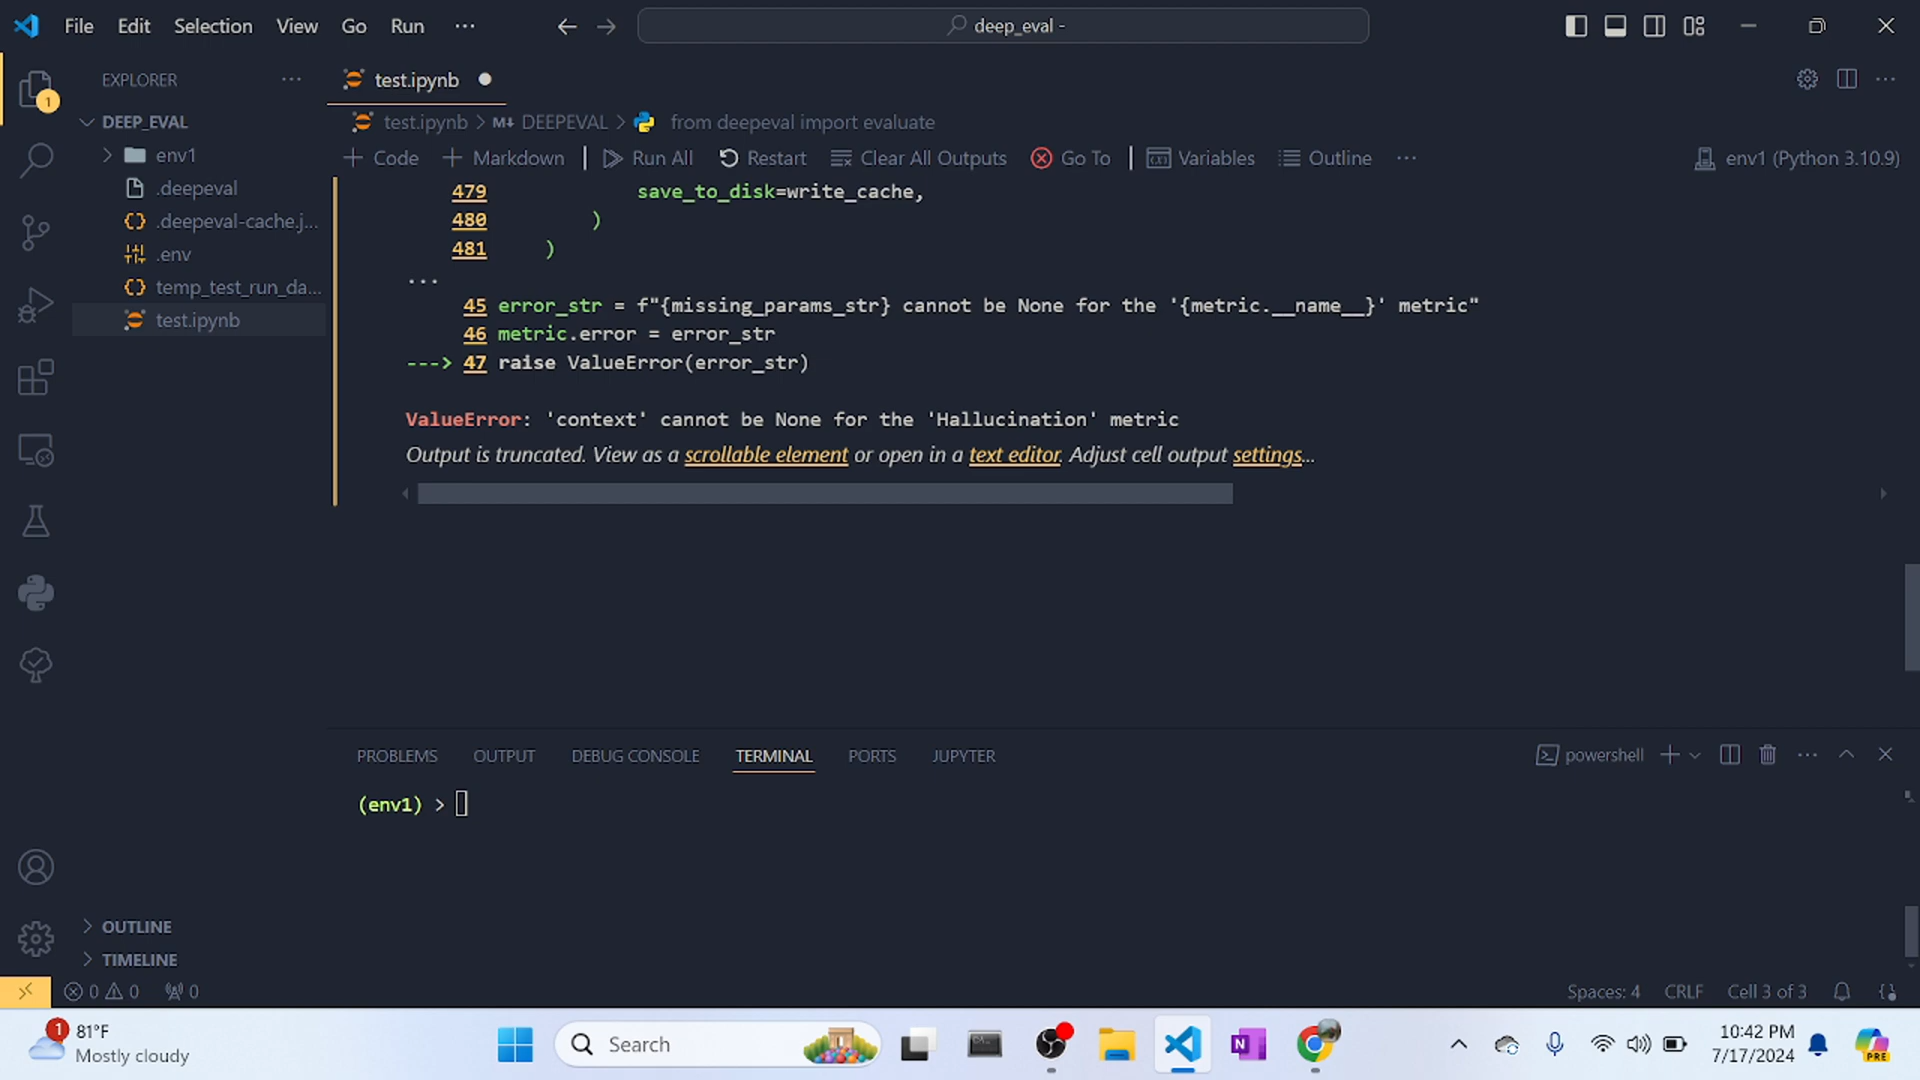 File Edit Selection View Go Run ...
deep_eval -
EXPLORER ...
test.ipynb
1
DEEP_EVAL
test.ipynb > M↓ DEEPEVAL > from deepeval import evaluate
env1
+ Code + Markdown | Run All Restart Clear All Outputs Go To | Variables Outline ...
env1 (Python 3.10.9)
.deepeval
.deepeval-cache.j...
.env
temp_test_run_da...
test.ipynb
479 save_to_disk=write_cache,
480 )
481 )
...
45 error_str = f"{missing_params_str} cannot be None for the '{metric.__name__}' metric"
46 metric.error = error_str
---> 47 raise ValueError(error_str)
ValueError: 'context' cannot be None for the 'Hallucination' metric
Output is truncated. View as a scrollable element or open in a text editor. Adjust cell output settings...
PROBLEMS OUTPUT DEBUG CONSOLE TERMINAL PORTS JUPYTER
powershell
(env1) >
OUTLINE
TIMELINE
0 0 0
Spaces: 4 CRLF Cell 3 of 3
1
81°F
Mostly cloudy
Search
10:42 PM
7/17/2024
PRE